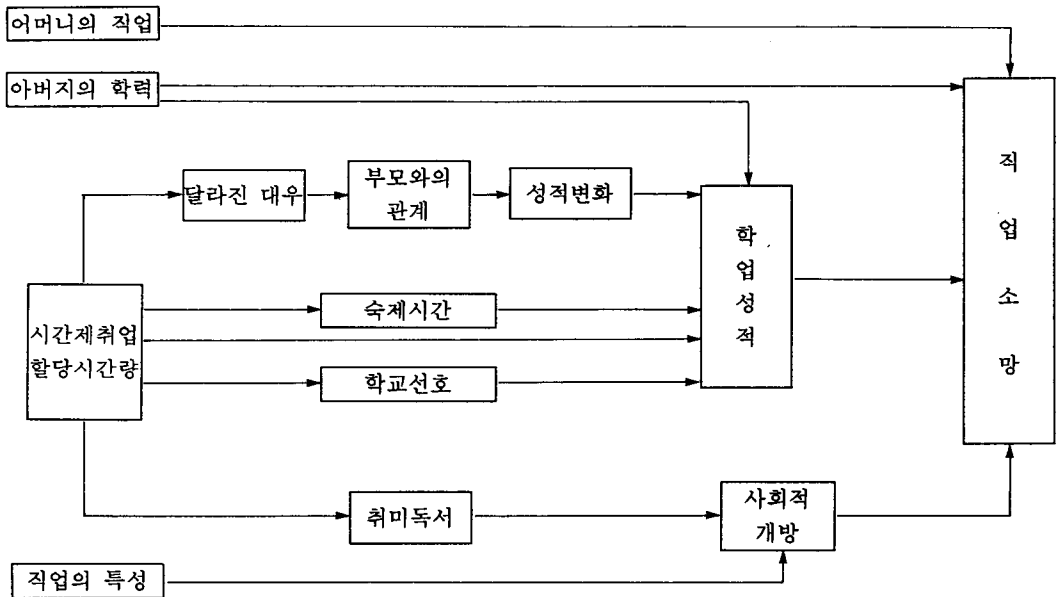 어머니의 직업
아버지의 학력
달라진 대우
부모와의
관계
성적변화
학
업
성
적
직
업
소
망
숙제시간
시간제취업
할당시간량
학교선호
취미독서
사회적
개방
직업의 특성